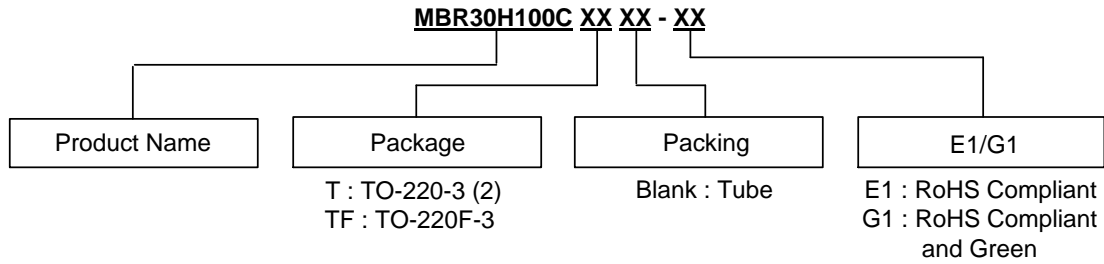 MBR30H100C XX XX - XX
Product Name
Package
Packing
E1/G1
T : TO-220-3 (2)
TF : TO-220F-3
Blank : Tube
E1 : RoHS Compliant
G1 : RoHS Compliant
and Green